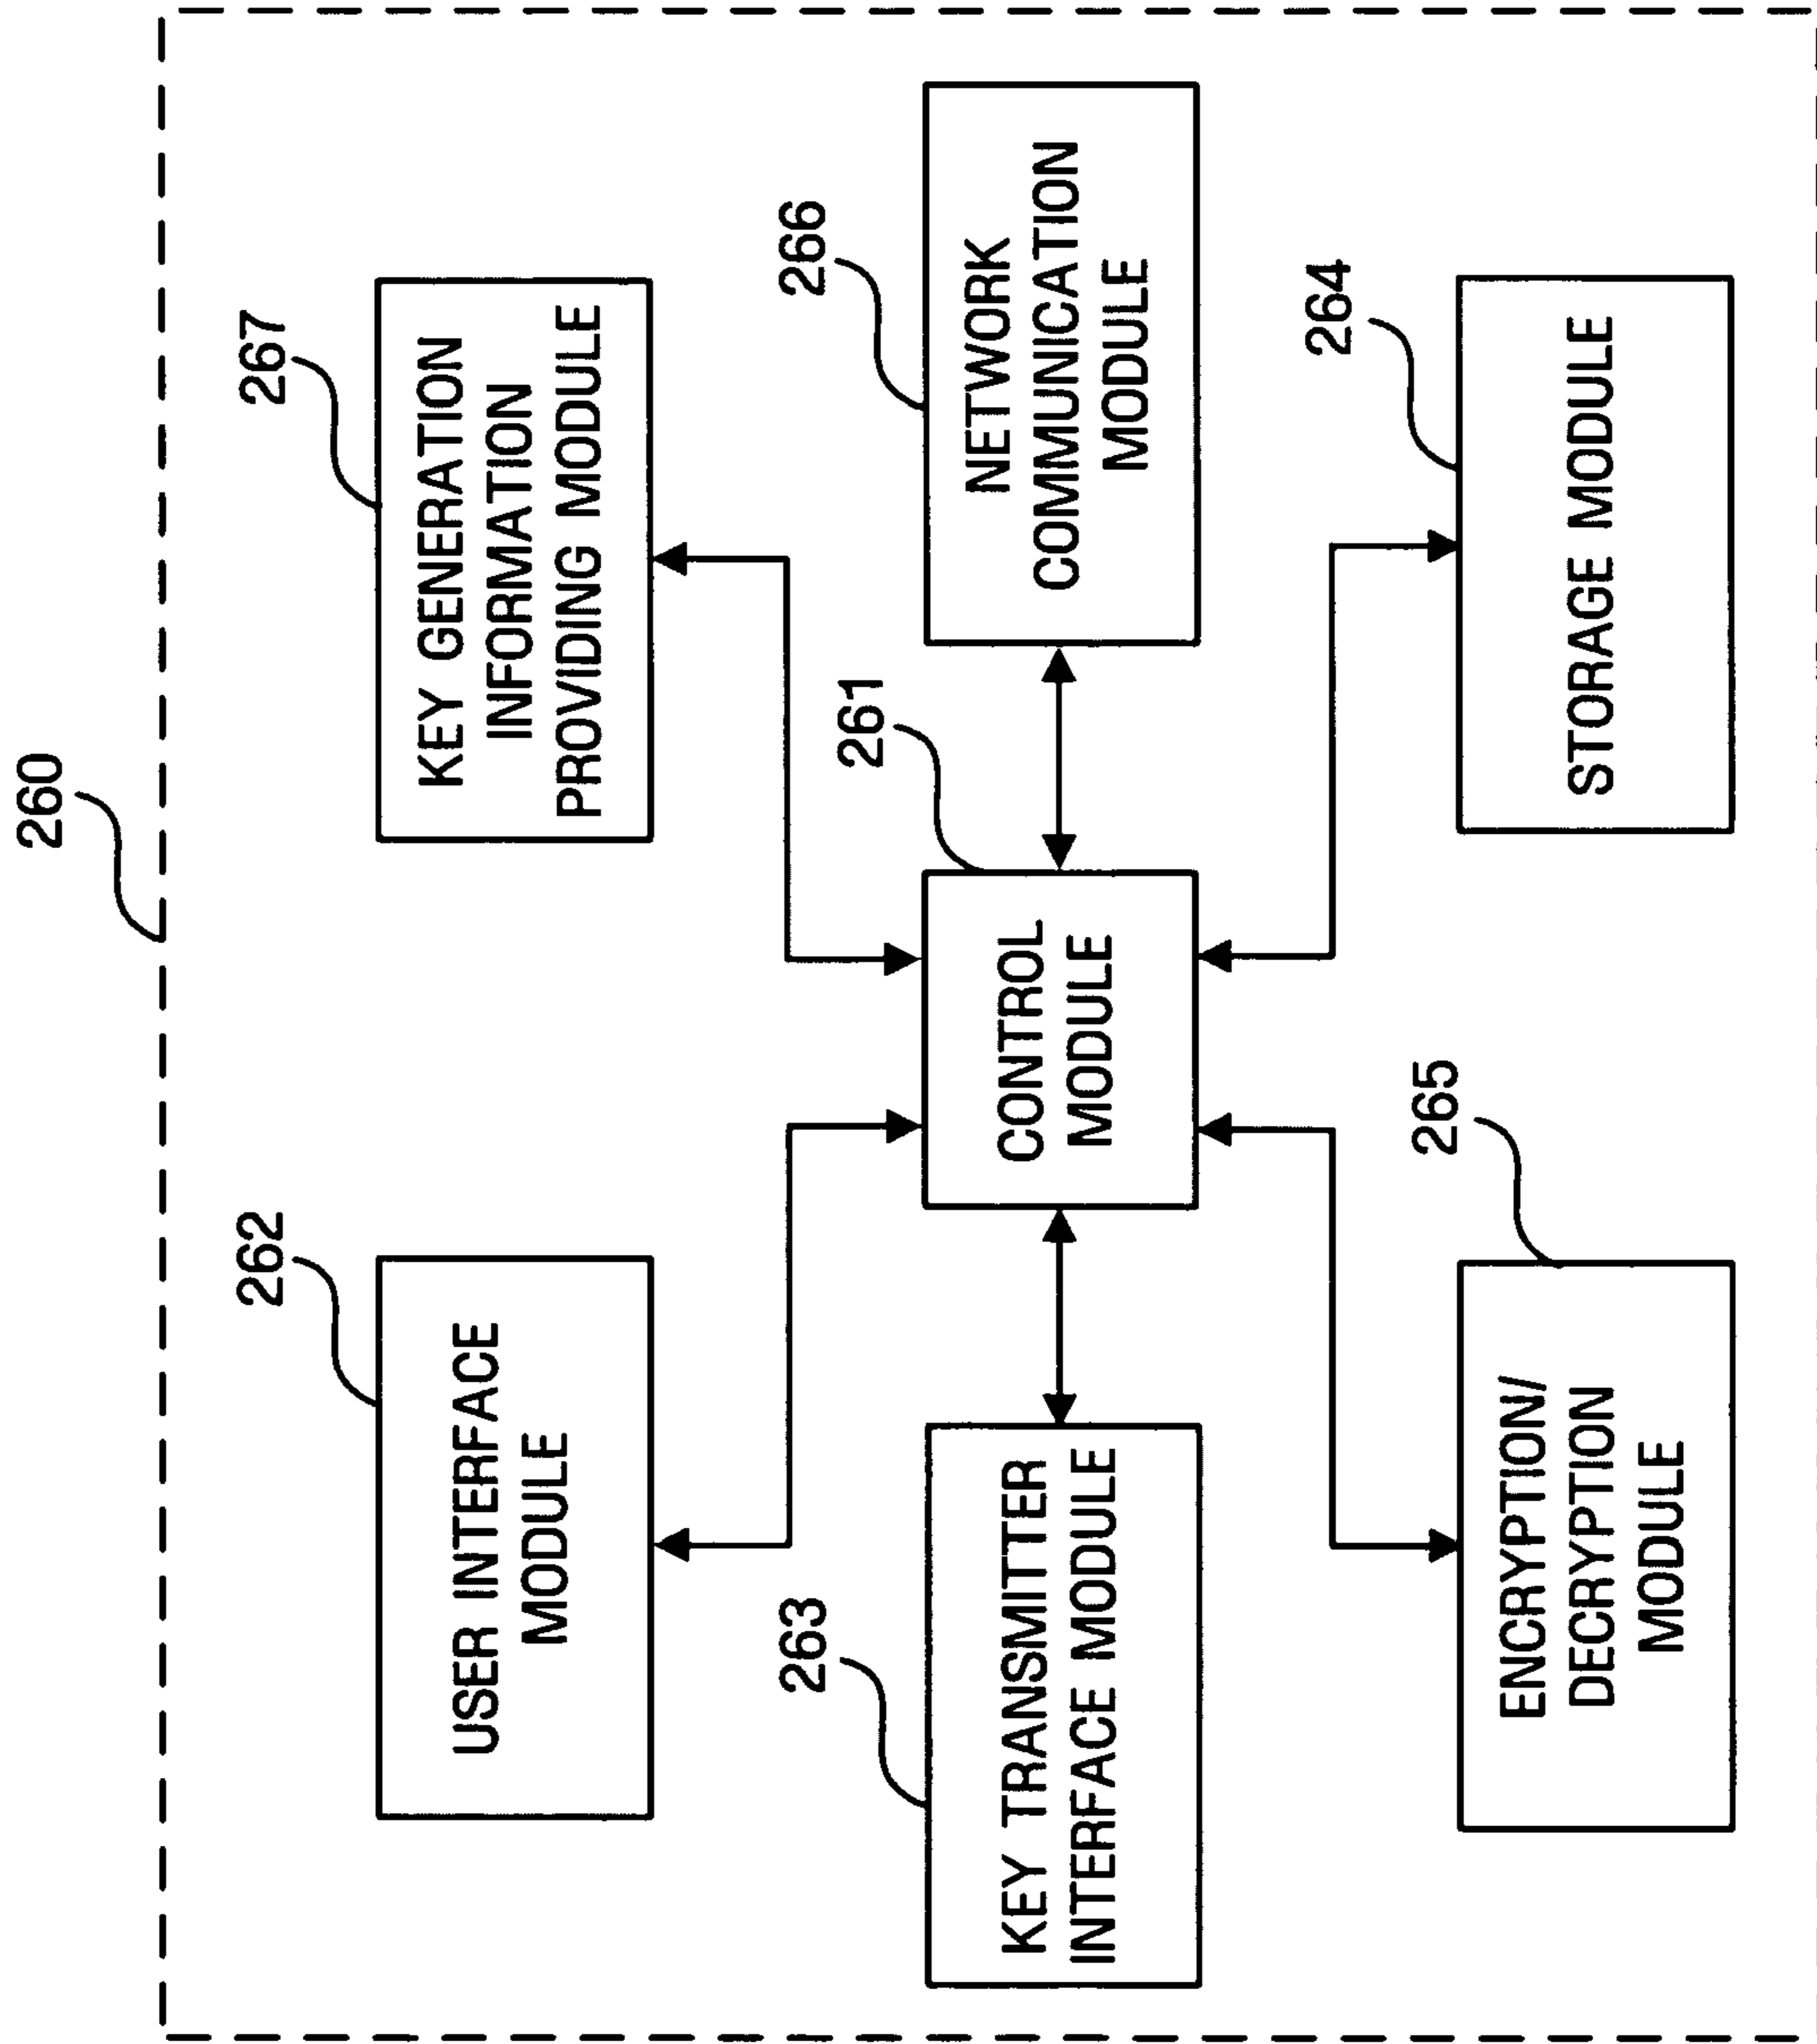 260
262
USER INTERFACE
MODULE
267
KEY GENERATION
INFORMATION
PROVIDING MODULE
263
KEY TRANSMITTER
INTERFACE MODULE
261
CONTROL
MODULE
266
NETWORK
COMMUNICATION
MODULE
265
ENCRYPTION/
DECRYPTION
MODULE
264
STORAGE MODULE